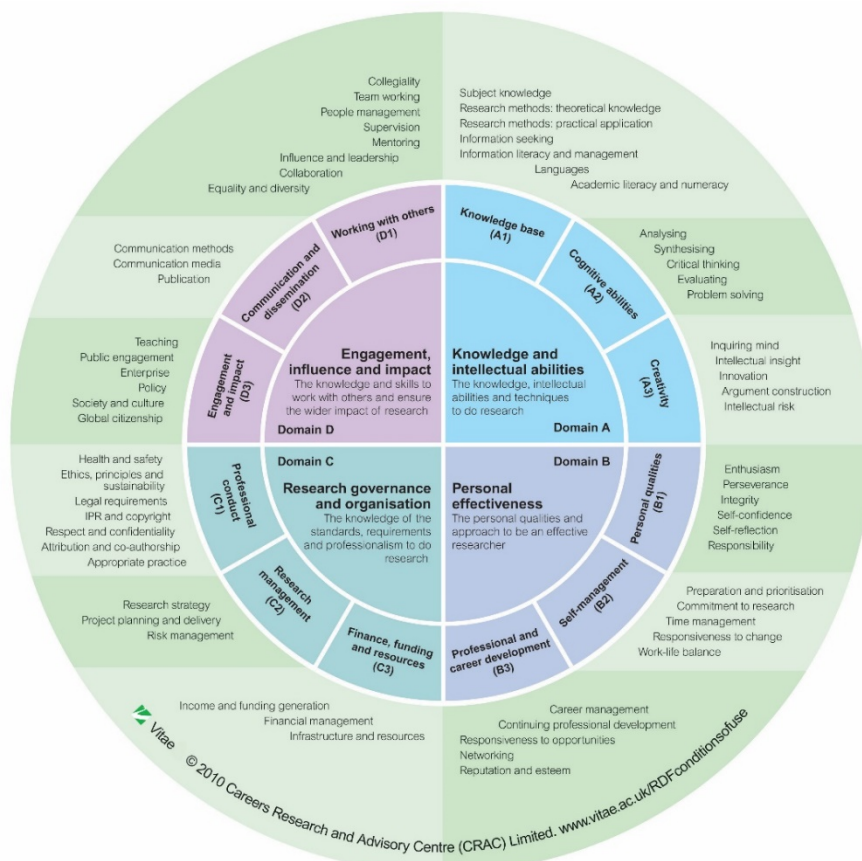 Collegiality
Team working
People management
Supervision
Mentoring
Influence and leadership
Collaboration
Equality and diversity
Subject knowledge
Research methods: theoretical knowledge
Research methods: practical application
Information seeking
Information literacy and management
Languages
Academic literacy and numeracy
Working with others
(D1)
Knowledge base
(A1)
Communication methods
Communication media
Publication
Communication and
dissemination
(D2)
Cognitive abilities
(A2)
Analysing
Synthesising
Critical thinking
Evaluating
Problem solving
Teaching
Public engagement
Enterprise
Policy
Society and culture
Global citizenship
Engagement
and impact
(D3)
Engagement,
influence and impact
The knowledge and skills to
work with others and ensure
the wider impact of research
Domain D
Knowledge and
intellectual abilities
The knowledge, intellectual
abilities and techniques
to do research
Domain A
Creativity
(A3)
Inquiring mind
Intellectual insight
Innovation
Argument construction
Intellectual risk
Health and safety
Ethics, principles and
sustainability
Legal requirements
IPR and copyright
Respect and confidentiality
Attribution and co-authorship
Appropriate practice
Professional
conduct
(C1)
Domain C
Research governance
and organisation
The knowledge of the
standards, requirements
and professionalism to do
research
Domain B
Personal
effectiveness
The personal qualities and
approach to be an effective
researcher
Personal qualities
(B1)
Enthusiasm
Perseverance
Integrity
Self-confidence
Self-reflection
Responsibility
Research strategy
Project planning and delivery
Risk management
Research
management
(C2)
Self-management
(B2)
Preparation and prioritisation
Commitment to research
Time management
Responsiveness to change
Work-life balance
Finance, funding
and resources
(C3)
Professional and
career development
(B3)
Income and funding generation
Financial management
Infrastructure and resources
Career management
Continuing professional development
Responsiveness to opportunities
Networking
Reputation and esteem
Vitae © 2010 Careers Research and Advisory Centre (CRAC) Limited. www.vitae.ac.uk/RDFconditionsofuse